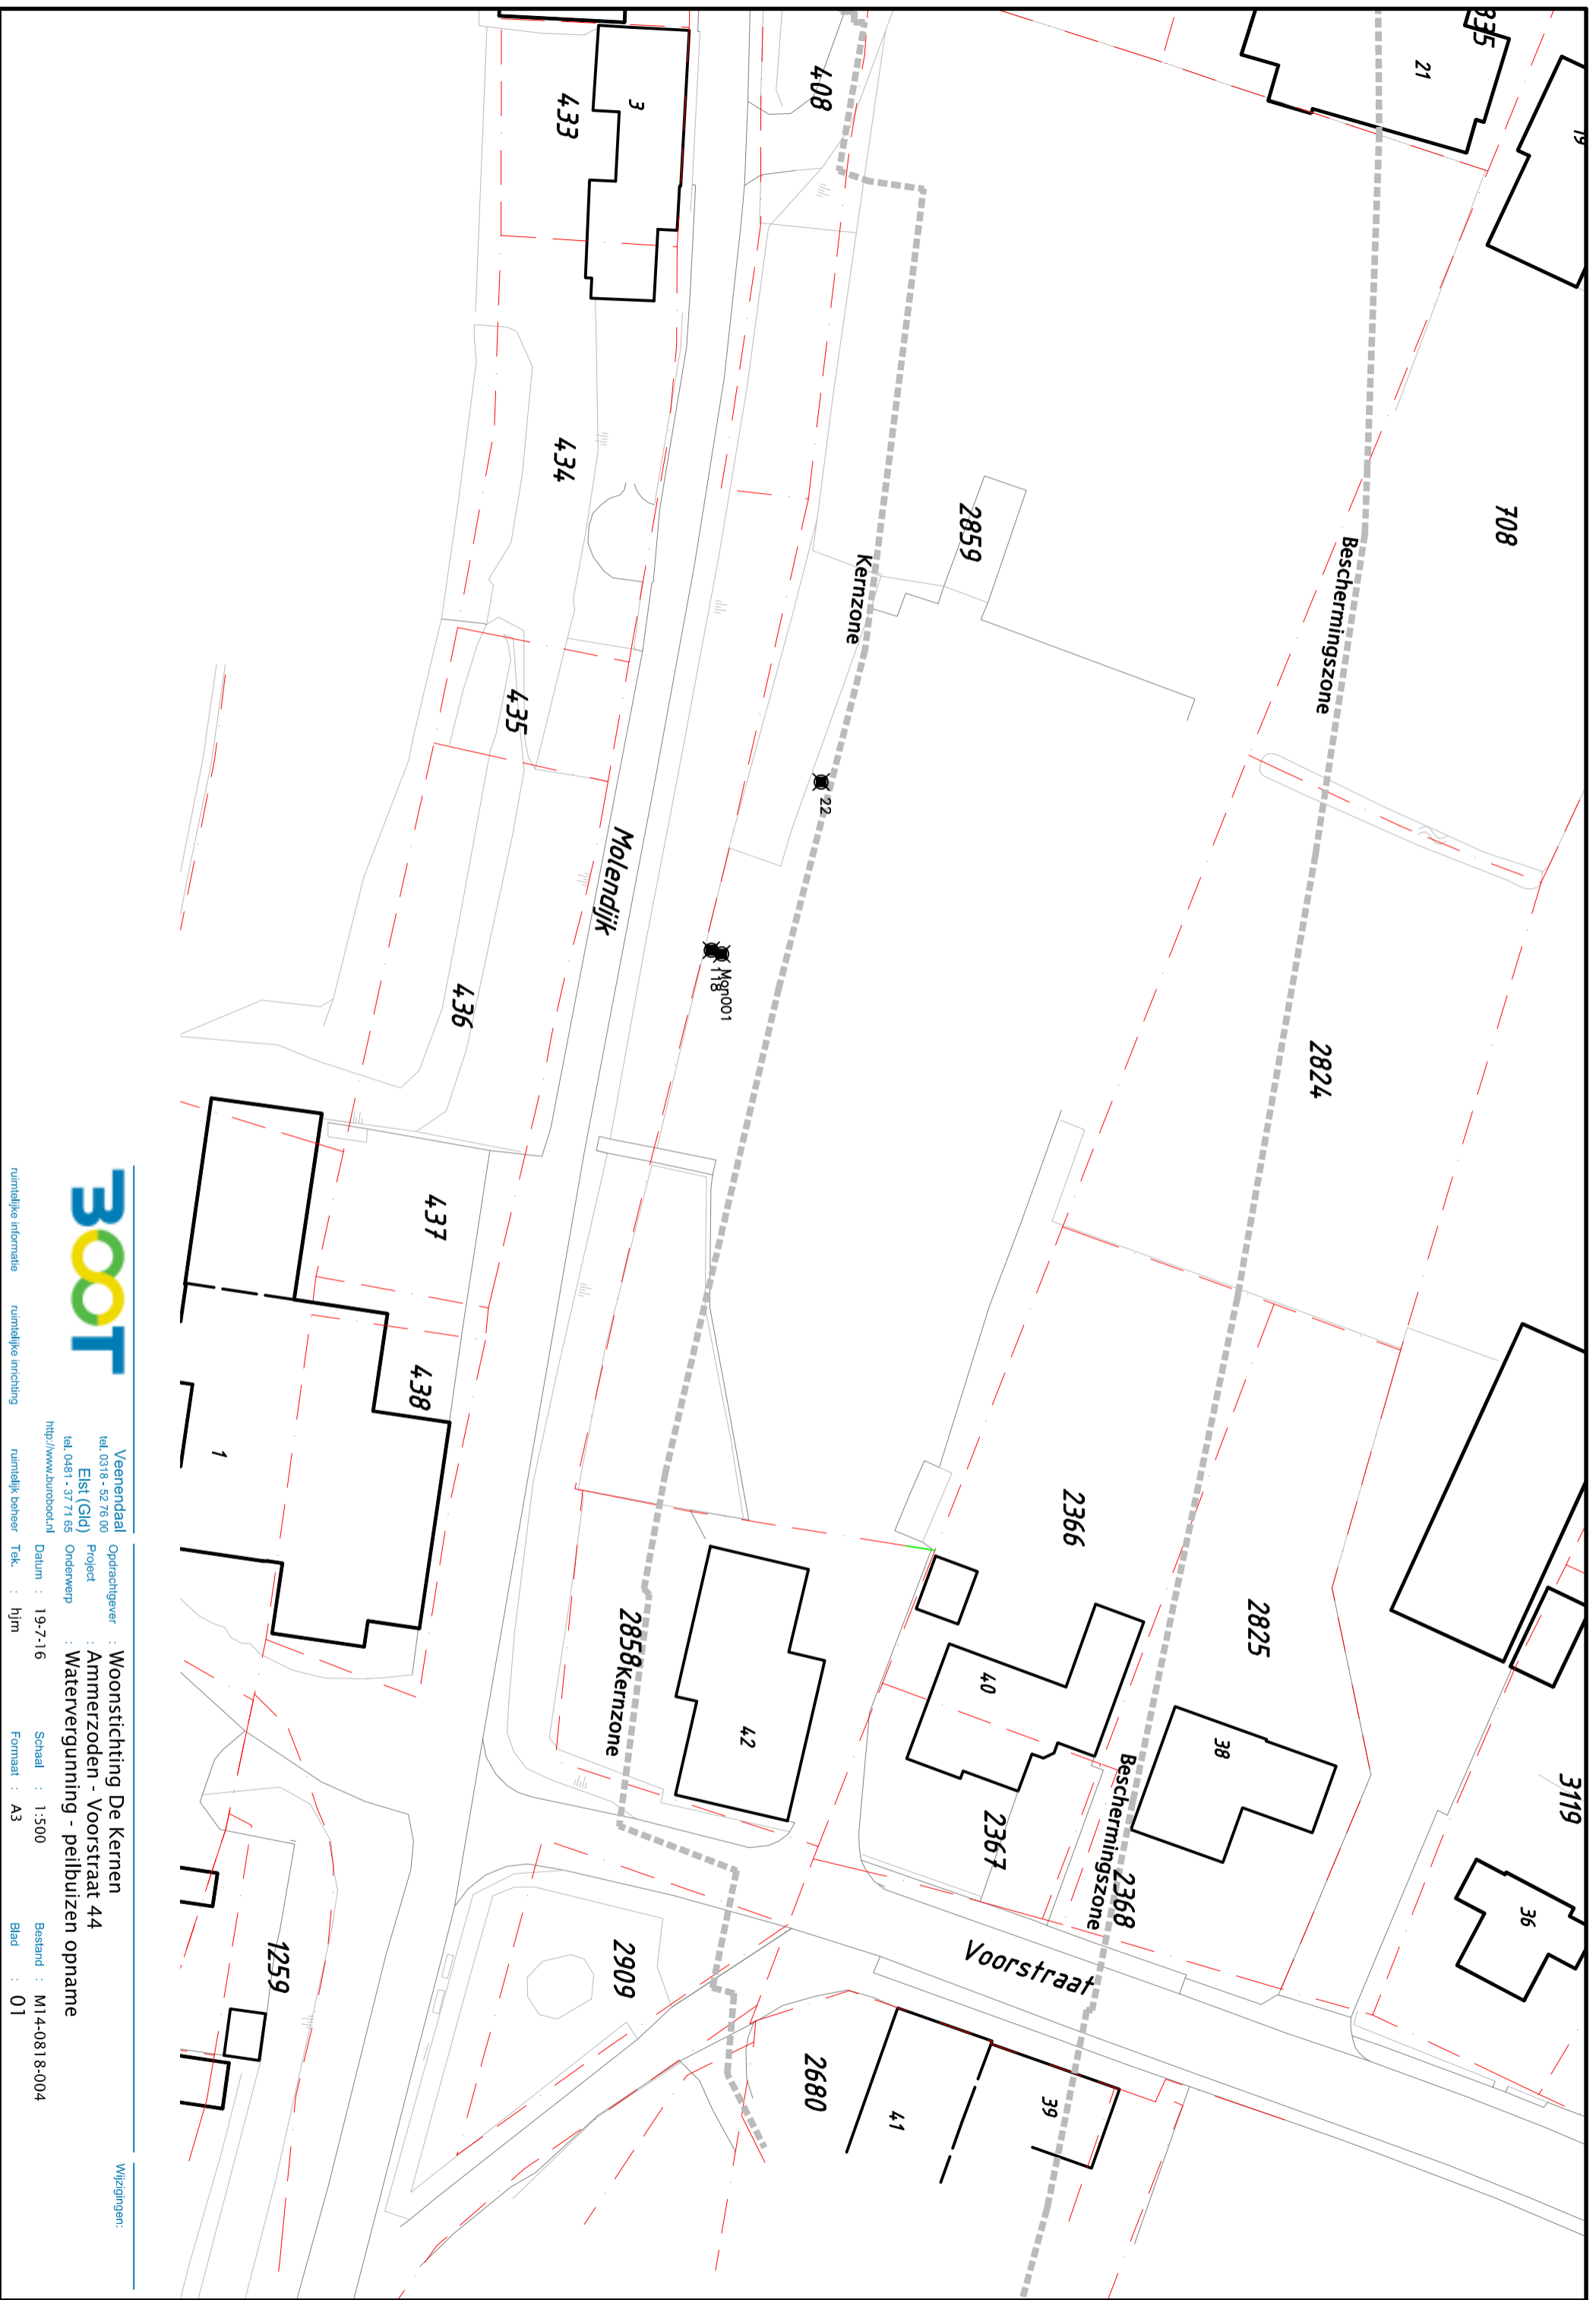 835
21
19
708
408
3
433
434
2859
Kernzone
Beschermingszone
435
22
Molendijk
Mon001
118
436
2824
437
438
1
2366
2825
40
38
42
2858
Kernzone
2367
2368
Beschermingszone
3119
36
Voorstraat
2909
1259
2680
41
39
BOOT
Veenendaal
tel. 0318 - 52 76 00
Elst (Gld)
tel. 0481 - 37 71 65
http://www.buroboot.nl
ruimtelijke informatie ruimtelijke inrichting ruimtelijk beheer
Opdrachtgever : Woonstichting De Kernen
Project : Ammerzoden - Voorstraat 44
Onderwerp : Watervergunning - peilbuizen opname
Datum : 19-7-16 Schaal : 1:500 Bestand : M14-0818-004
Tek. : hjm Formaat : A3 Blad : 01
Wijzigingen: